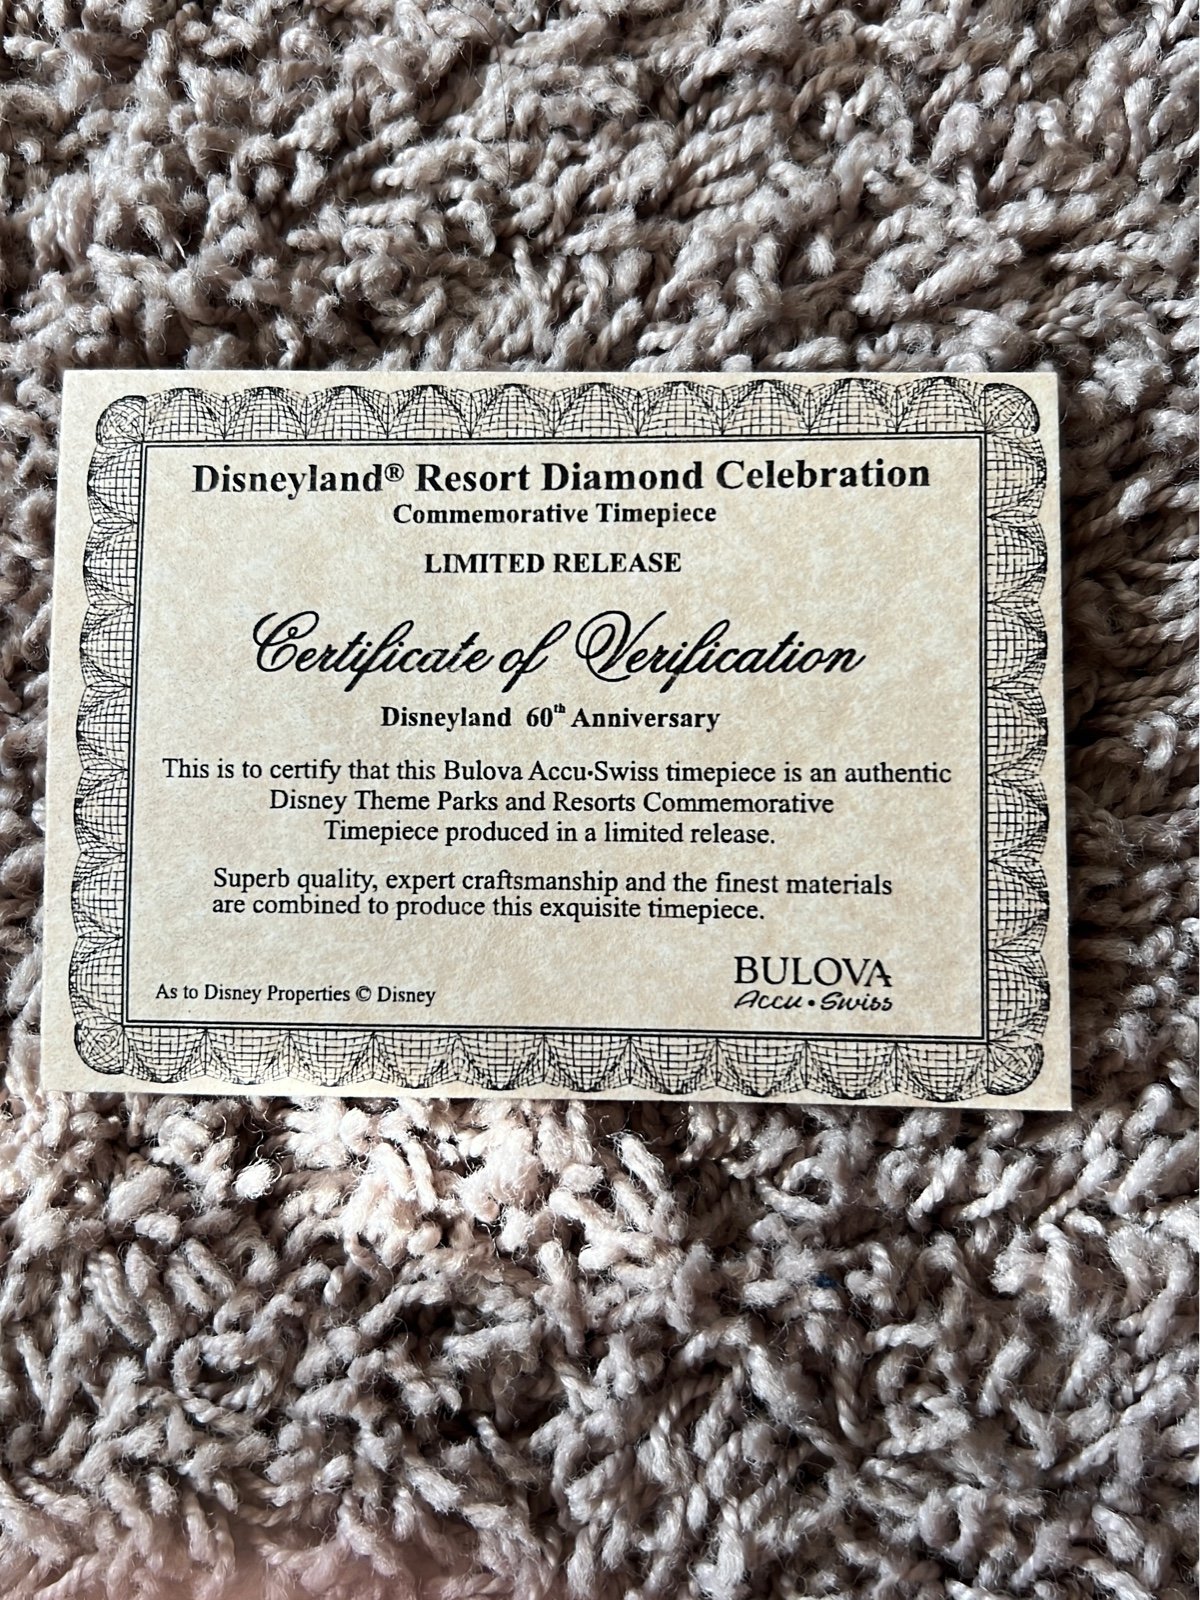 Disneyland® Resort Diamond Celebration
Commemorative Timepiece
LIMITED RELEASE
Certificate of Verification
Disneyland 60th Anniversary
This is to certify that this Bulova Accu•Swiss timepiece is an authentic
Disney Theme Parks and Resorts Commemorative
Timepiece produced in a limited release.
Superb quality, expert craftsmanship and the finest materials
are combined to produce this exquisite timepiece.
As to Disney Properties © Disney
BULOVA
Accu•Swiss